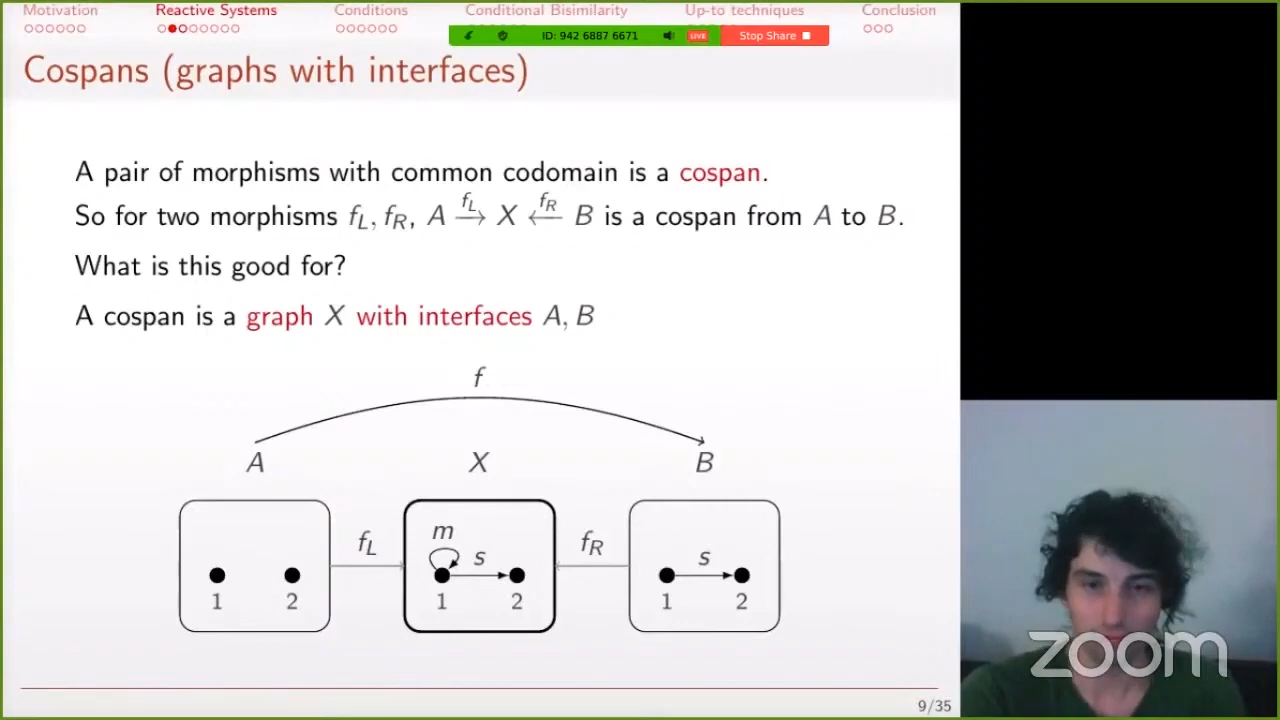 Motivation Reactive Systems Conditions Conditional Bisimilarity Up-to techniques Conclusion
ID: 942 6887 6671 LIVE Stop Share
Cospans (graphs with interfaces)
A pair of morphisms with common codomain is a cospan.
So for two morphisms f_L, f_R, A →^{f_L} X ←^{f_R} B is a cospan from A to B.
What is this good for?
A cospan is a graph X with interfaces A, B
f
A X B
m
f_L s f_R s
1 2 1 2 1 2
zoom
9/35